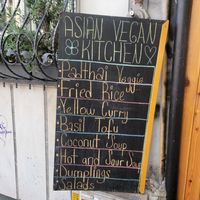 ASIAN VEGAN
KITCHEN
• Padthai Veggie
• Fried Rice
• Yellow Curry
• Basil Tofu
• Coconut Soup
• Hot and Sour Soup
• Dumplings
• Salads